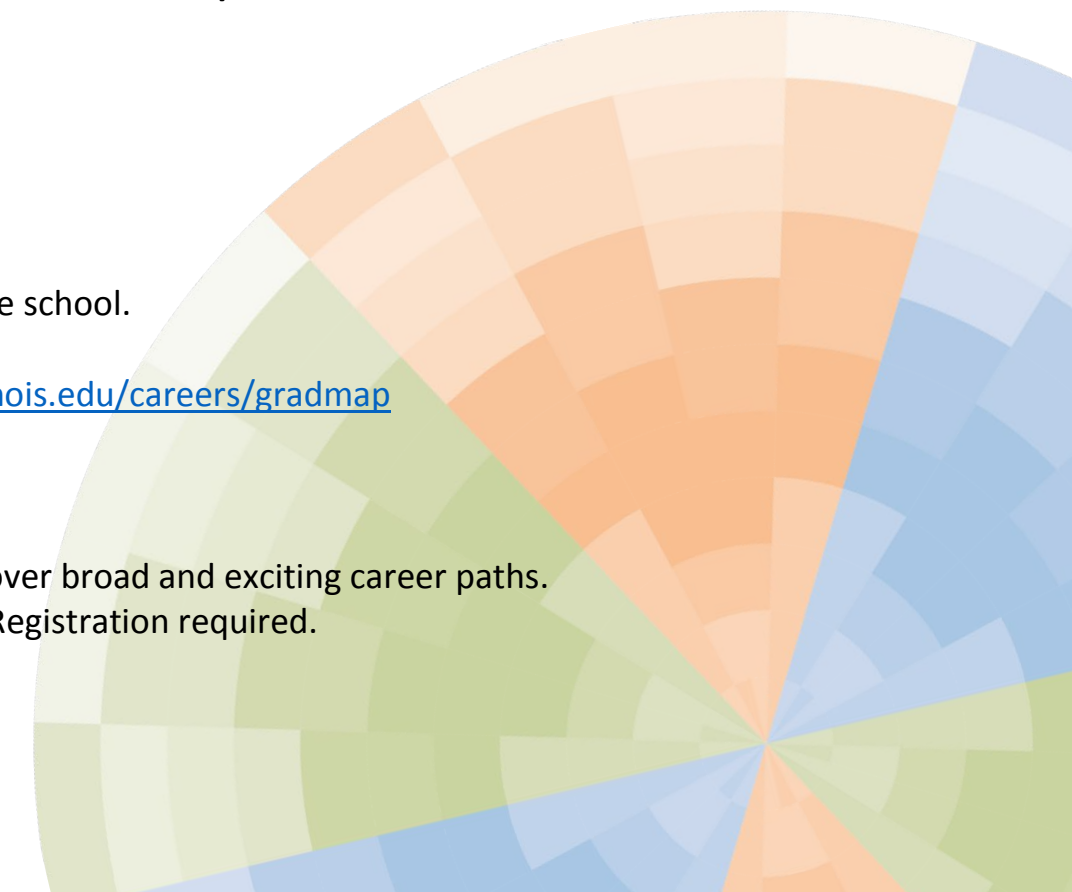 e school.
nois.edu/careers/gradmap
over broad and exciting career paths.
Registration required.